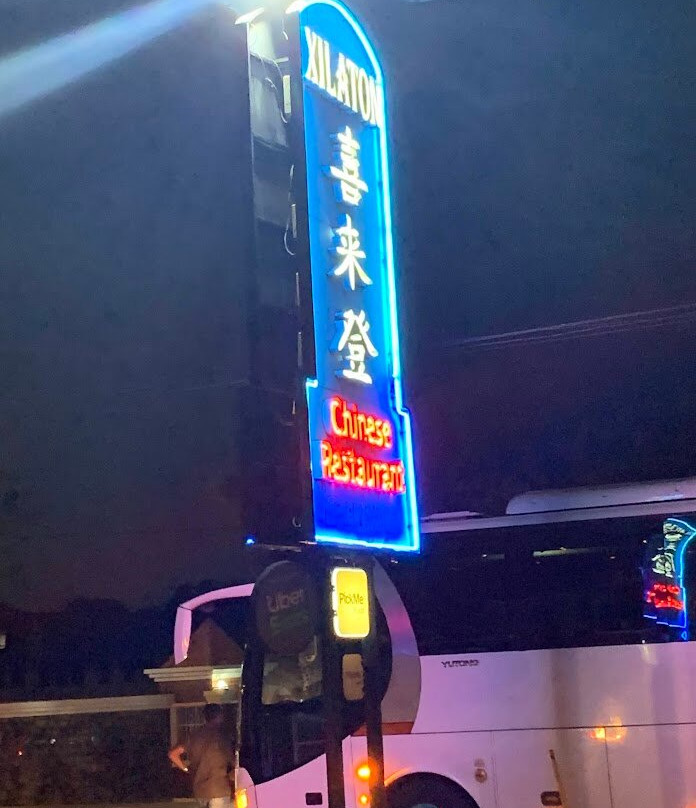 XILATON
喜
来
登
Chinese
Restaurant
Uber
PickMe
YUTONG